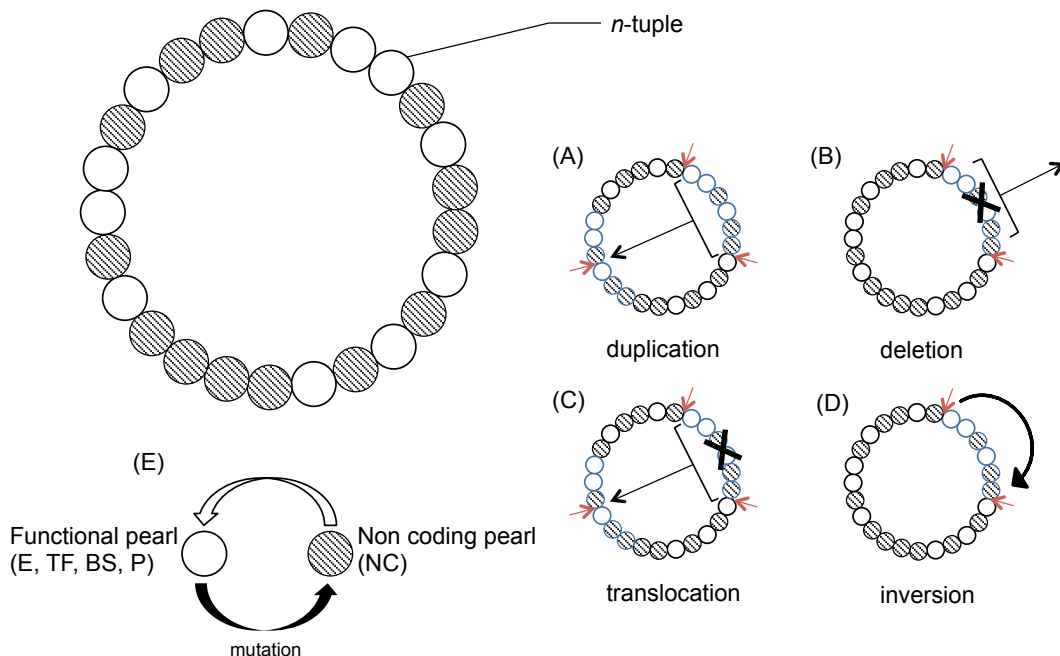 n-tuple
(A)
(B)
duplication
deletion
(C)
(D)
translocation
inversion
(E)
Functional pearl
(E, TF, BS, P)
Non coding pearl
(NC)
mutation